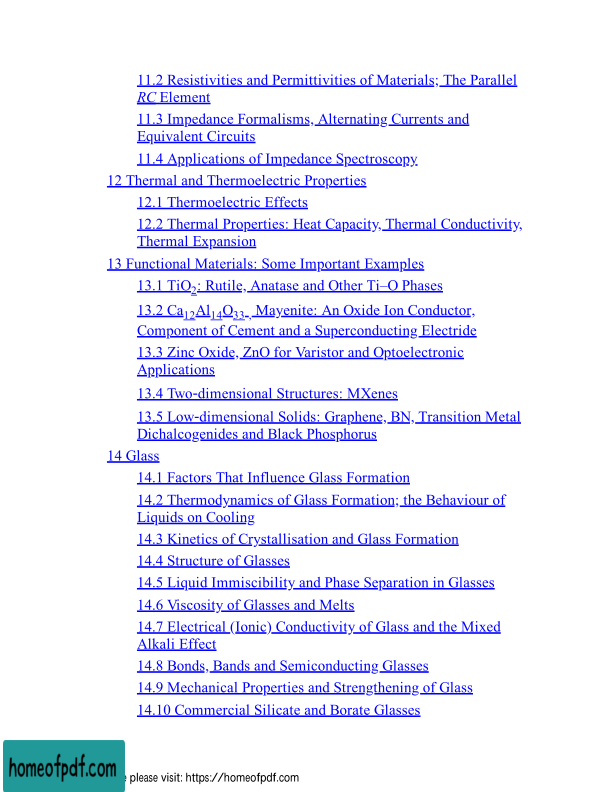 11.2 Resistivities and Permittivities of Materials; The Parallel
RC Element
11.3 Impedance Formalisms, Alternating Currents and
Equivalent Circuits
11.4 Applications of Impedance Spectroscopy
12 Thermal and Thermoelectric Properties
12.1 Thermoelectric Effects
12.2 Thermal Properties: Heat Capacity, Thermal Conductivity,
Thermal Expansion
13 Functional Materials: Some Important Examples
13.1 TiO2: Rutile, Anatase and Other Ti–O Phases
13.2 Ca12Al14O33-, Mayenite: An Oxide Ion Conductor,
Component of Cement and a Superconducting Electride
13.3 Zinc Oxide, ZnO for Varistor and Optoelectronic
Applications
13.4 Two-dimensional Structures: MXenes
13.5 Low-dimensional Solids: Graphene, BN, Transition Metal
Dichalcogenides and Black Phosphorus
14 Glass
14.1 Factors That Influence Glass Formation
14.2 Thermodynamics of Glass Formation; the Behaviour of
Liquids on Cooling
14.3 Kinetics of Crystallisation and Glass Formation
14.4 Structure of Glasses
14.5 Liquid Immiscibility and Phase Separation in Glasses
14.6 Viscosity of Glasses and Melts
14.7 Electrical (Ionic) Conductivity of Glass and the Mixed
Alkali Effect
14.8 Bonds, Bands and Semiconducting Glasses
14.9 Mechanical Properties and Strengthening of Glass
14.10 Commercial Silicate and Borate Glasses
homeofpdf.com
please visit: https://homeofpdf.com